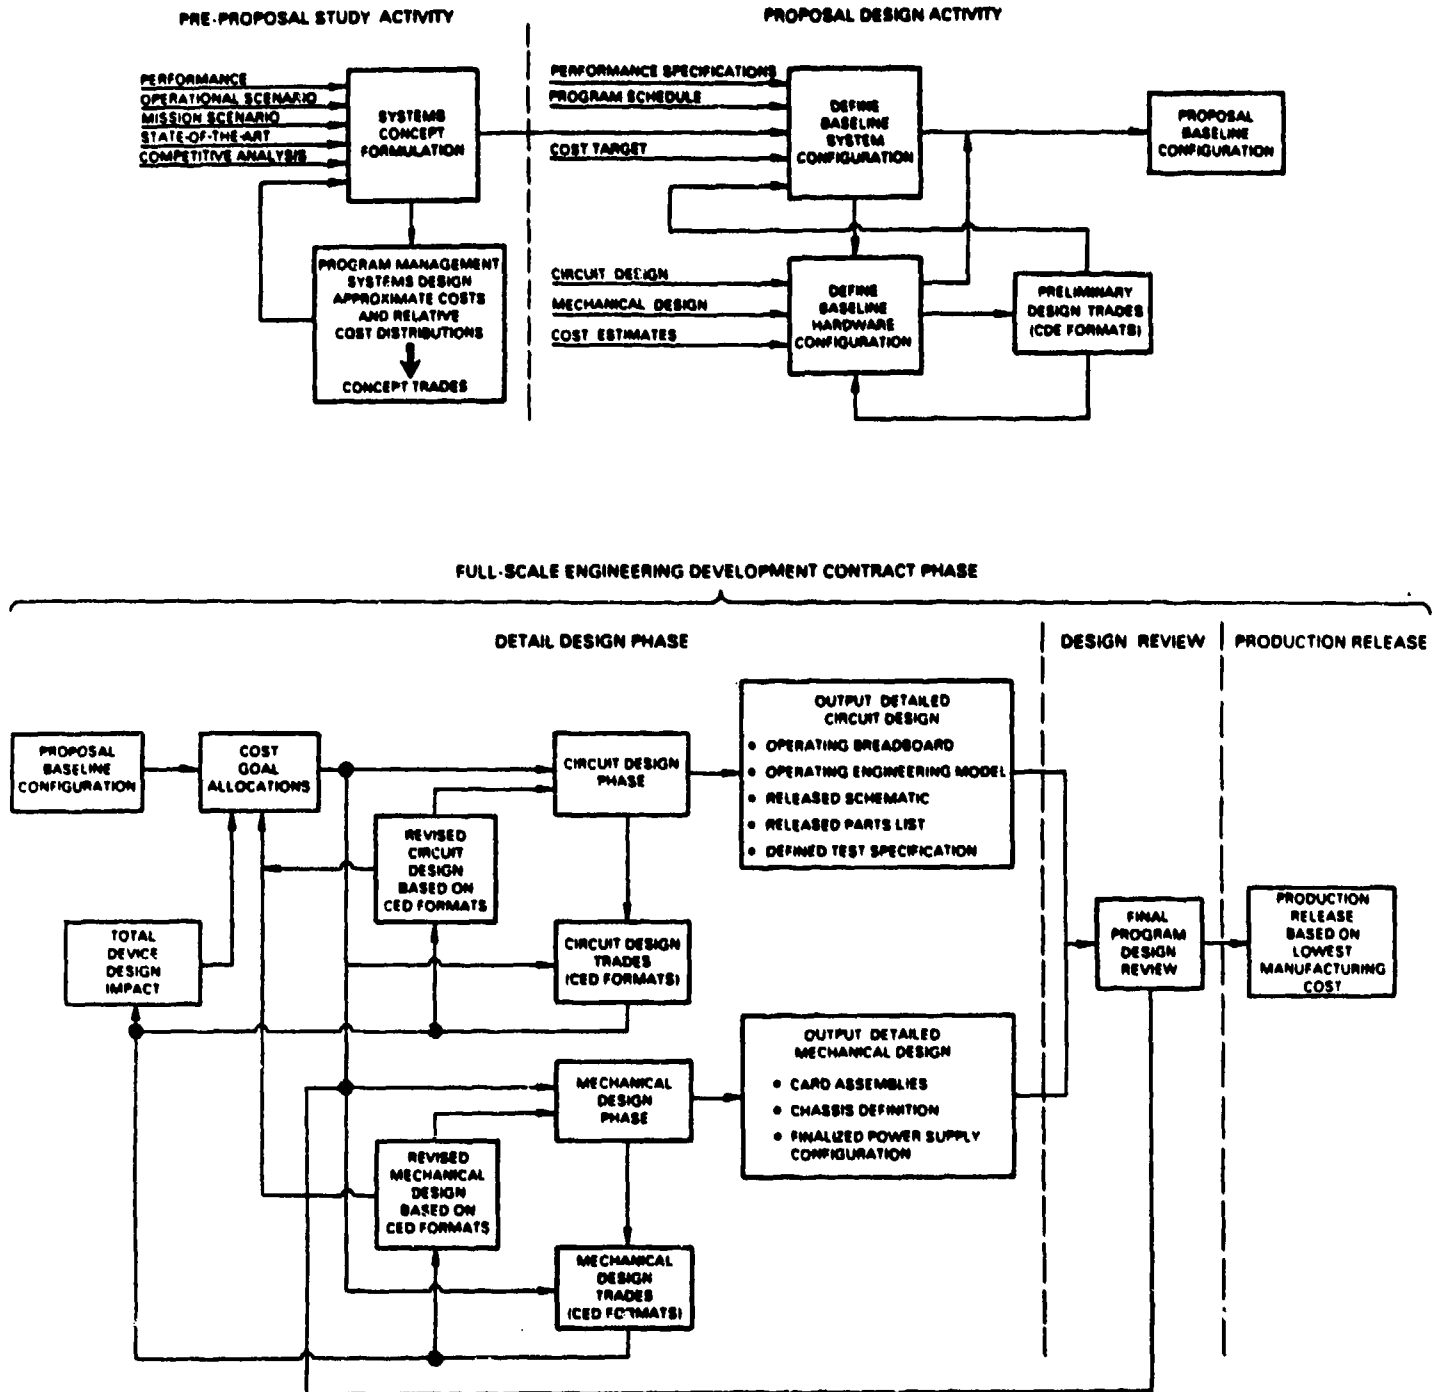 PRE-PROPOSAL STUDY ACTIVITY
PROPOSAL DESIGN ACTIVITY
PERFORMANCE
OPERATIONAL SCENARIO
MISSION SCENARIO
STATE-OF-THE-ART
COMPETITIVE ANALYSIS
SYSTEMS
CONCEPT
FORMULATION
PROGRAM MANAGEMENT
SYSTEMS DESIGN
APPROXIMATE COSTS
AND RELATIVE
COST DISTRIBUTIONS
CONCEPT TRADES
PERFORMANCE SPECIFICATIONS
PROGRAM SCHEDULE
COST TARGET
DEFINE
BASELINE
SYSTEM
CONFIGURATION
PROPOSAL
BASELINE
CONFIGURATION
CIRCUIT DESIGN
MECHANICAL DESIGN
COST ESTIMATES
DEFINE
BASELINE
HARDWARE
CONFIGURATION
PRELIMINARY
DESIGN TRADES
(CDE FORMATS)
FULL-SCALE ENGINEERING DEVELOPMENT CONTRACT PHASE
DETAIL DESIGN PHASE
DESIGN REVIEW
PRODUCTION RELEASE
PROPOSAL
BASELINE
CONFIGURATION
COST
GOAL
ALLOCATIONS
CIRCUIT DESIGN
PHASE
OUTPUT DETAILED
CIRCUIT DESIGN
• OPERATING BREADBOARD
• OPERATING ENGINEERING MODEL
• RELEASED SCHEMATIC
• RELEASED PARTS LIST
• DEFINED TEST SPECIFICATION
REVISED
CIRCUIT
DESIGN
BASED ON
CED FORMATS
TOTAL
DEVICE
DESIGN
IMPACT
CIRCUIT DESIGN
TRADES
(CED FORMATS)
FINAL
PROGRAM
DESIGN
REVIEW
PRODUCTION
RELEASE
BASED ON
LOWEST
MANUFACTURING
COST
MECHANICAL
DESIGN
PHASE
OUTPUT DETAILED
MECHANICAL DESIGN
• CARD ASSEMBLIES
• CHASSIS DEFINITION
• FINALIZED POWER SUPPLY
CONFIGURATION
REVISED
MECHANICAL
DESIGN
BASED ON
CED FORMATS
MECHANICAL
DESIGN
TRADES
(CED FORMATS)